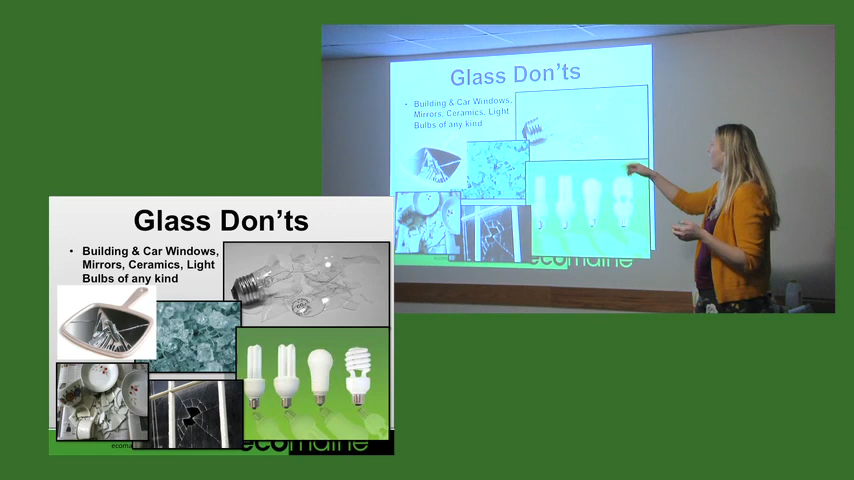 Glass Don'ts
• Building & Car Windows,
Mirrors, Ceramics, Light
Bulbs of any kind
ecomaine
Glass Don'ts
• Building & Car Windows,
Mirrors, Ceramics, Light
Bulbs of any kind
ecoma
ecomaine